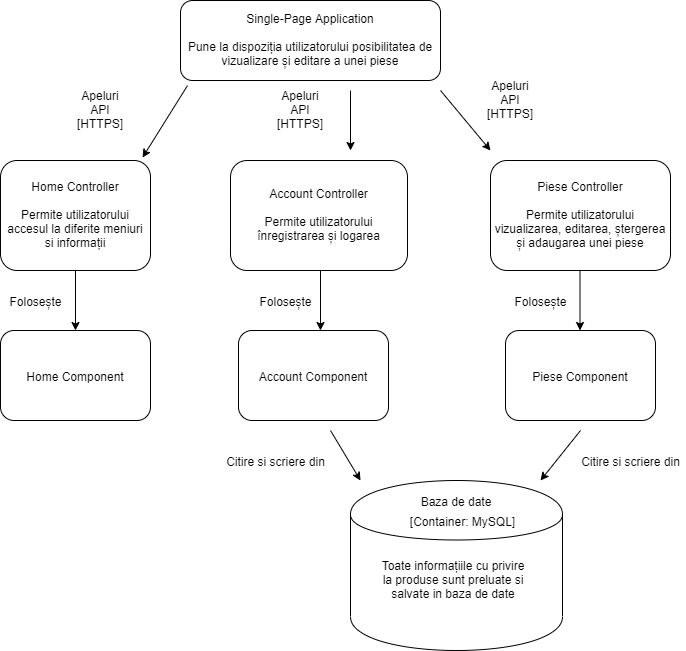 Single-Page Application
Pune la dispoziția utilizatorului posibilitatea de
vizualizare și editare a unei piese
Apeluri
API
[HTTPS]
Apeluri
API
[HTTPS]
Apeluri
API
[HTTPS]
Home Controller
Permite utilizatorului
accesul la diferite meniuri
si informații
Account Controller
Permite utilizatorului
înregistrarea și logarea
Piese Controller
Permite utilizatorului
vizualizarea, editarea, ștergerea
și adaugarea unei piese
Folosește
Folosește
Folosește
Home Component
Account Component
Piese Component
Citire si scriere din
Citire si scriere din
Baza de date
[Container: MySQL]
Toate informațiile cu privire
la produse sunt preluate si
salvate in baza de date